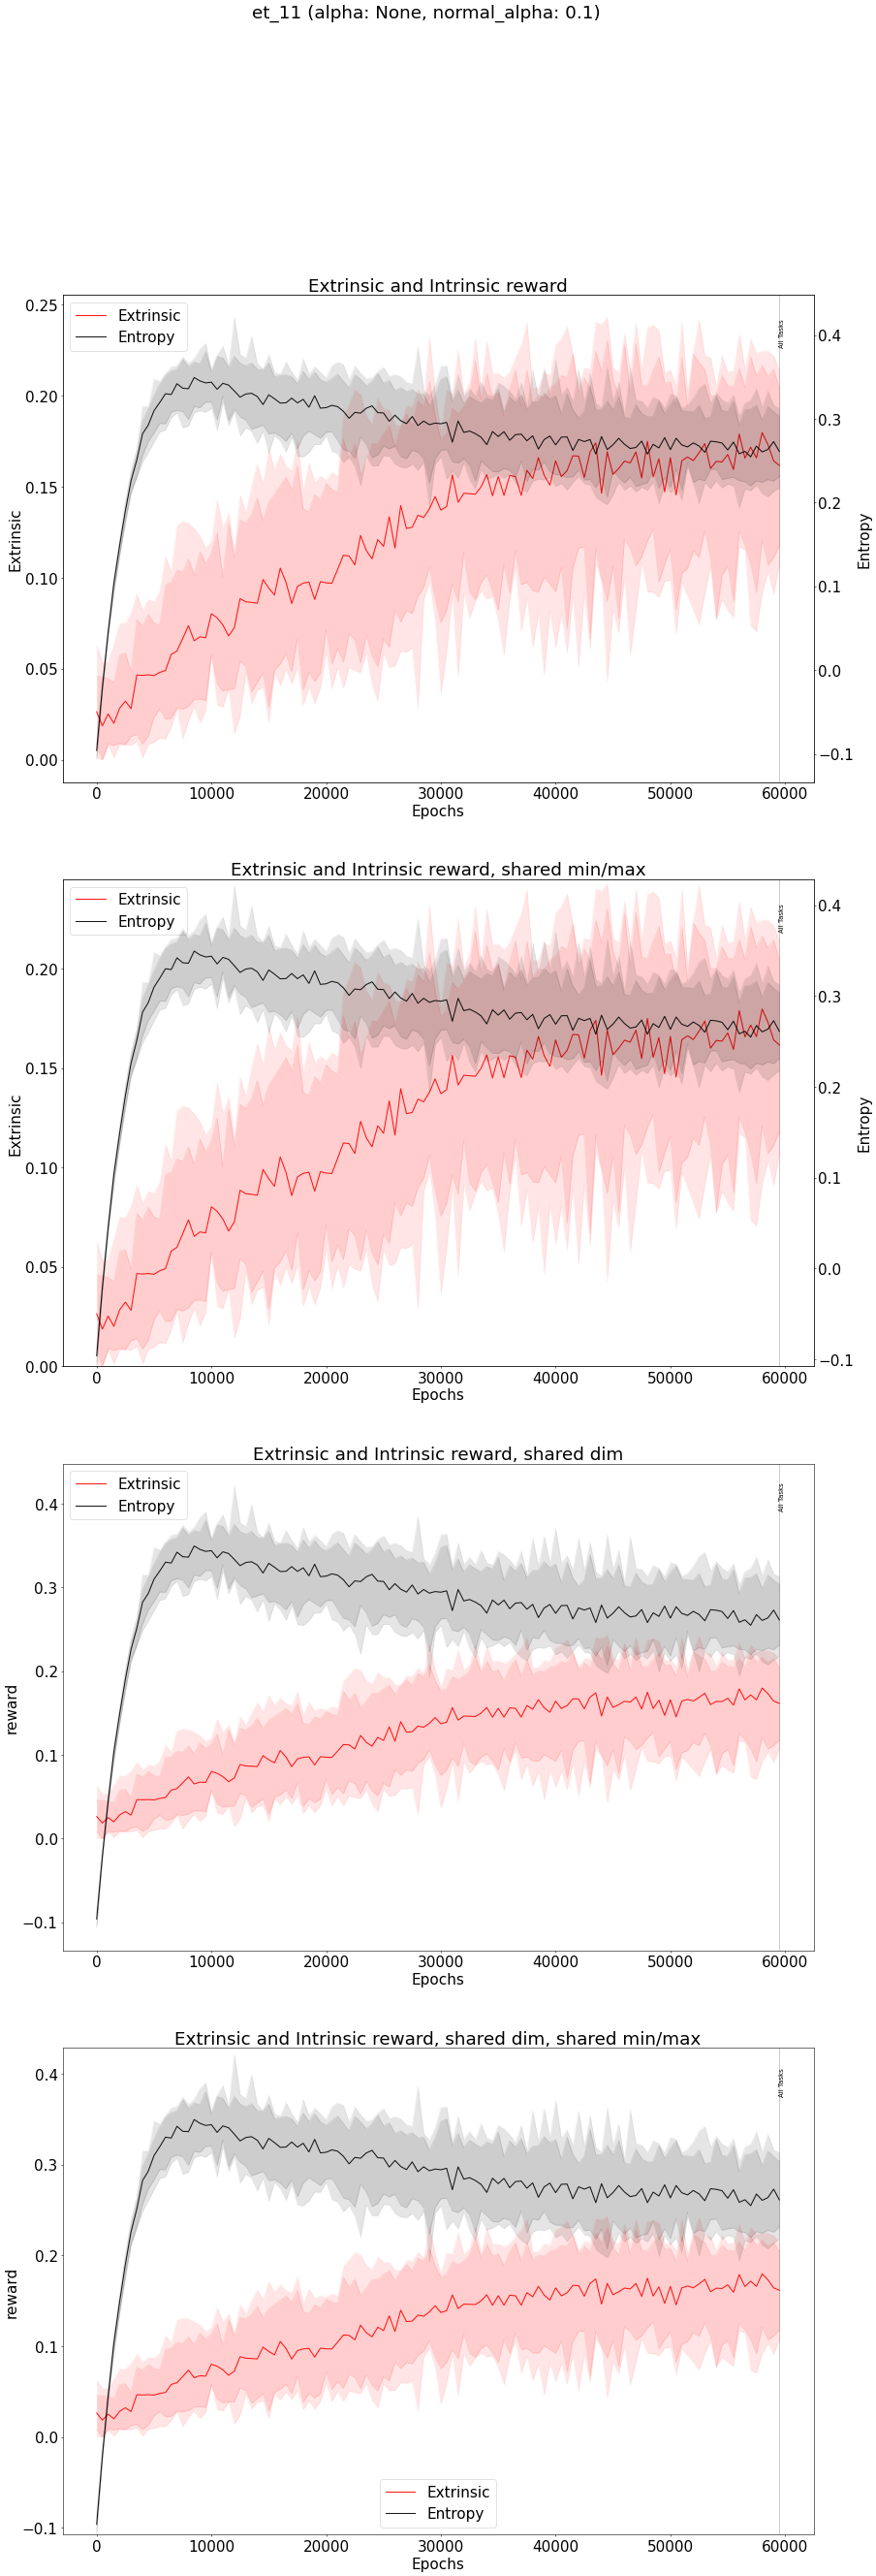 et_11 (alpha: None, normal_alpha: 0.1)
Extrinsic and Intrinsic reward
Extrinsic
Entropy
All Tasks
0.25
0.20
0.15
0.10
0.05
0.00
Extrinsic
0.4
0.3
0.2
0.1
0.0
−0.1
Entropy
0 10000 20000 30000 40000 50000 60000
Epochs
Extrinsic and Intrinsic reward, shared min/max
Extrinsic
Entropy
All Tasks
0.20
0.15
0.10
0.05
0.00
Extrinsic
0.4
0.3
0.2
0.1
0.0
−0.1
Entropy
0 10000 20000 30000 40000 50000 60000
Epochs
Extrinsic and Intrinsic reward, shared dim
Extrinsic
Entropy
All Tasks
0.4
0.3
0.2
0.1
0.0
−0.1
reward
0 10000 20000 30000 40000 50000 60000
Epochs
Extrinsic and Intrinsic reward, shared dim, shared min/max
All Tasks
0.4
0.3
0.2
0.1
0.0
−0.1
reward
Extrinsic
Entropy
0 10000 20000 30000 40000 50000 60000
Epochs